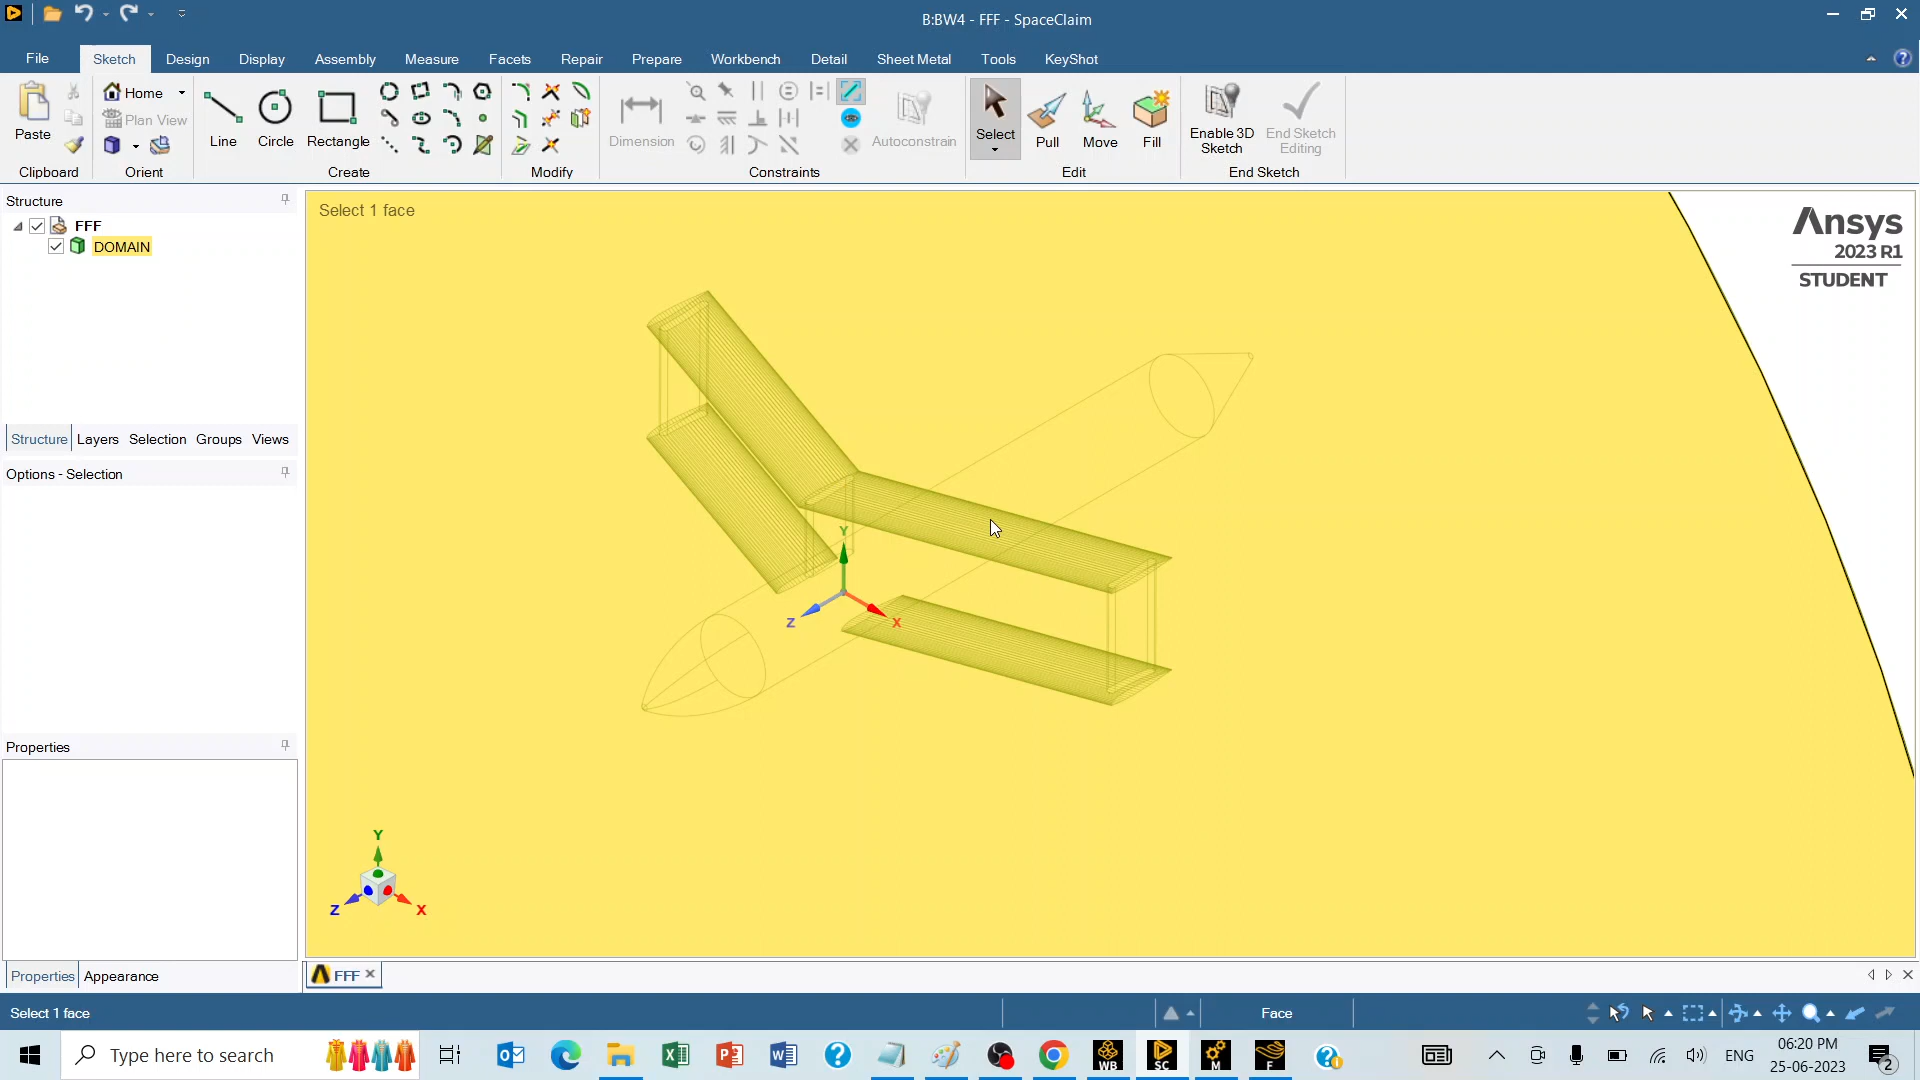 B:BW4 - FFF - SpaceClaim
File Sketch Design Display Assembly Measure Facets Repair Prepare Workbench Detail Sheet Metal Tools KeyShot
Paste
Clipboard
Home
Plan View
Orient
Line Circle Rectangle
Create
Modify
Dimension
Autoconstrain
Constraints
Select Pull Move Fill
Edit
Enable 3D Sketch
End Sketch Editing
End Sketch
Structure
FFF
DOMAIN
Structure Layers Selection Groups Views
Options - Selection
Properties
Properties Appearance
Select 1 face
Ansys
2023 R1
STUDENT
Y
Z
X
Y
Z
X
FFF
Select 1 face
Face
Type here to search
WB
SC
M
F
ENG
06:20 PM
25-06-2023
2